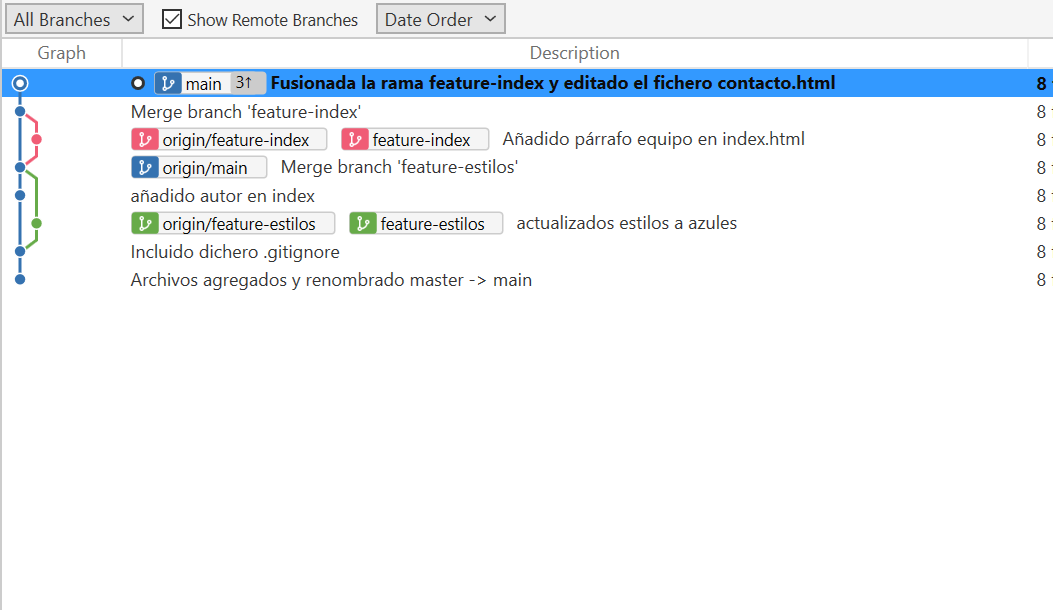 All Branches Show Remote Branches Date Order
Graph Description
main 3↑ Fusionada la rama feature-index y editado el fichero contacto.html 8
Merge branch 'feature-index' 8
origin/feature-index feature-index Añadido párrafo equipo en index.html 8
origin/main Merge branch 'feature-estilos' 8
añadido autor en index 8
origin/feature-estilos feature-estilos actualizados estilos a azules 8
Incluido dichero .gitignore 8
Archivos agregados y renombrado master -> main 8